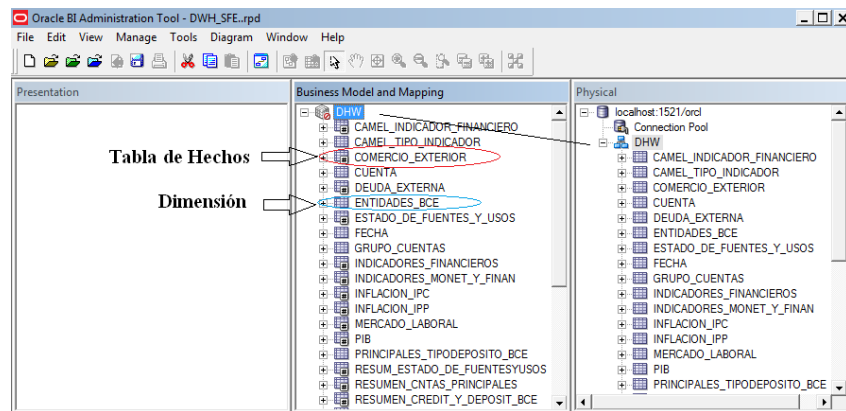 Oracle BI Administration Tool - DWH_SFE..rpd
File Edit View Manage Tools Diagram Window Help
Presentation
Business Model and Mapping
Physical
Tabla de Hechos
Dimensión
DHW
CAMEL_INDICADOR_FINANCIERO
CAMEL_TIPO_INDICADOR
COMERCIO_EXTERIOR
CUENTA
DEUDA_EXTERNA
ENTIDADES_BCE
ESTADO_DE_FUENTES_Y_USOS
FECHA
GRUPO_CUENTAS
INDICADORES_FINANCIEROS
INDICADORES_MONET_Y_FINAN
INFLACION_IPC
INFLACION_IPP
MERCADO_LABORAL
PIB
PRINCIPALES_TIPODEPOSITO_BCE
RESUM_ESTADO_DE_FUENTESYUSOS
RESUMEN_CNTAS_PRINCIPALES
RESUMEN_CREDIT_Y_DEPOSIT_BCE
localhost:1521/orcl
Connection Pool
DHW
CAMEL_INDICADOR_FINANCIERO
CAMEL_TIPO_INDICADOR
COMERCIO_EXTERIOR
CUENTA
DEUDA_EXTERNA
ENTIDADES_BCE
ESTADO_DE_FUENTES_Y_USOS
FECHA
GRUPO_CUENTAS
INDICADORES_FINANCIEROS
INDICADORES_MONET_Y_FINAN
INFLACION_IPC
INFLACION_IPP
MERCADO_LABORAL
PIB
PRINCIPALES_TIPODEPOSITO_BCE